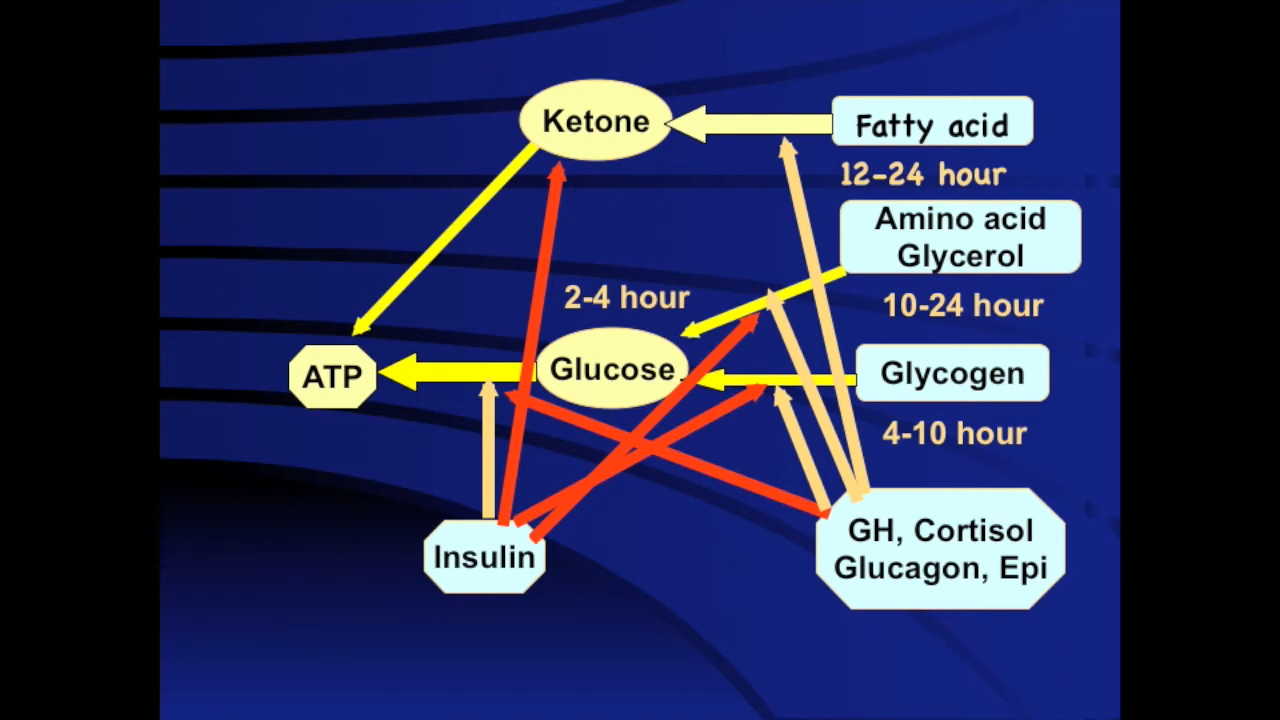 Ketone
Fatty acid
12-24 hour
Amino acid
Glycerol
2-4 hour
10-24 hour
ATP
Glucose
Glycogen
4-10 hour
Insulin
GH, Cortisol
Glucagon, Epi